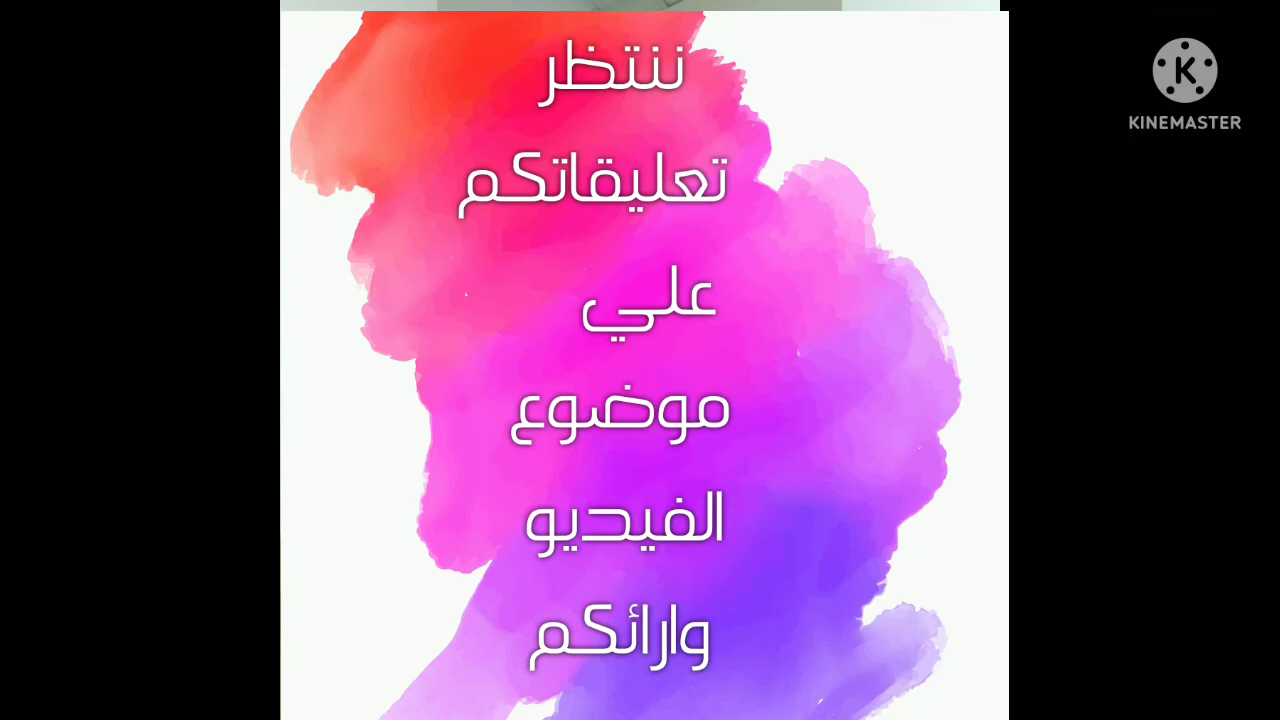 ننتظر
تعليقاتكم
علي
موضوع
الفيديو
وارائكم
KINEMASTER